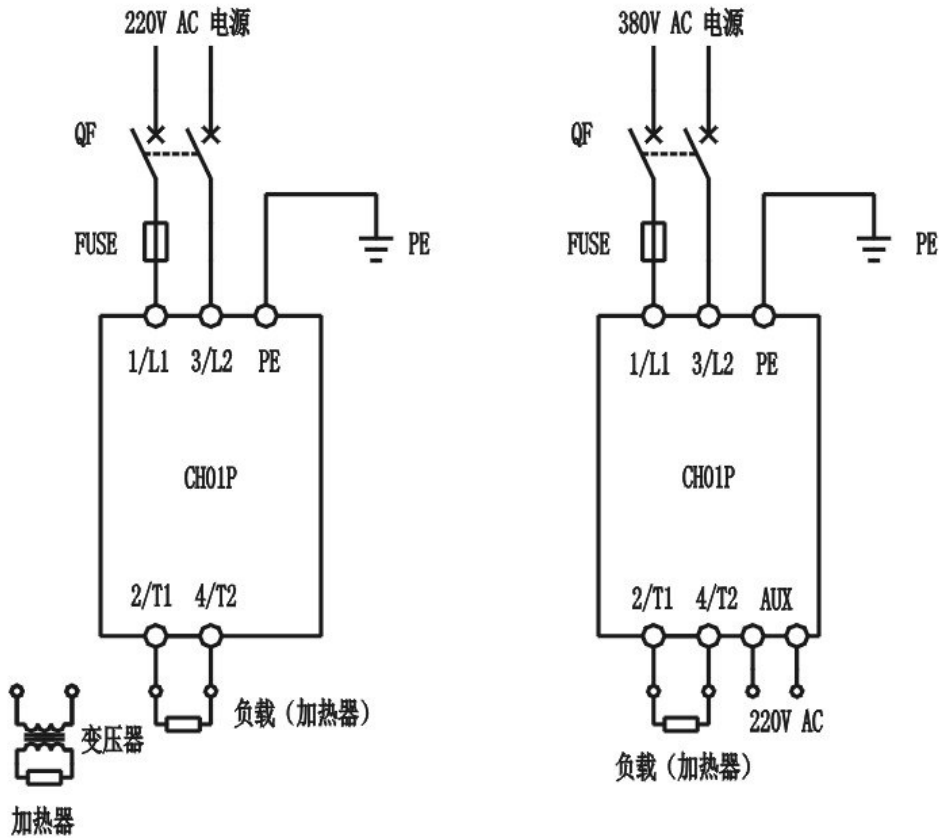 220V AC 电源
QF
FUSE
PE
1/L1 3/L2 PE
CH01P
2/T1 4/T2
负载（加热器）
变压器
加热器
380V AC 电源
QF
FUSE
PE
1/L1 3/L2 PE
CH01P
2/T1 4/T2 AUX
220V AC
负载（加热器）